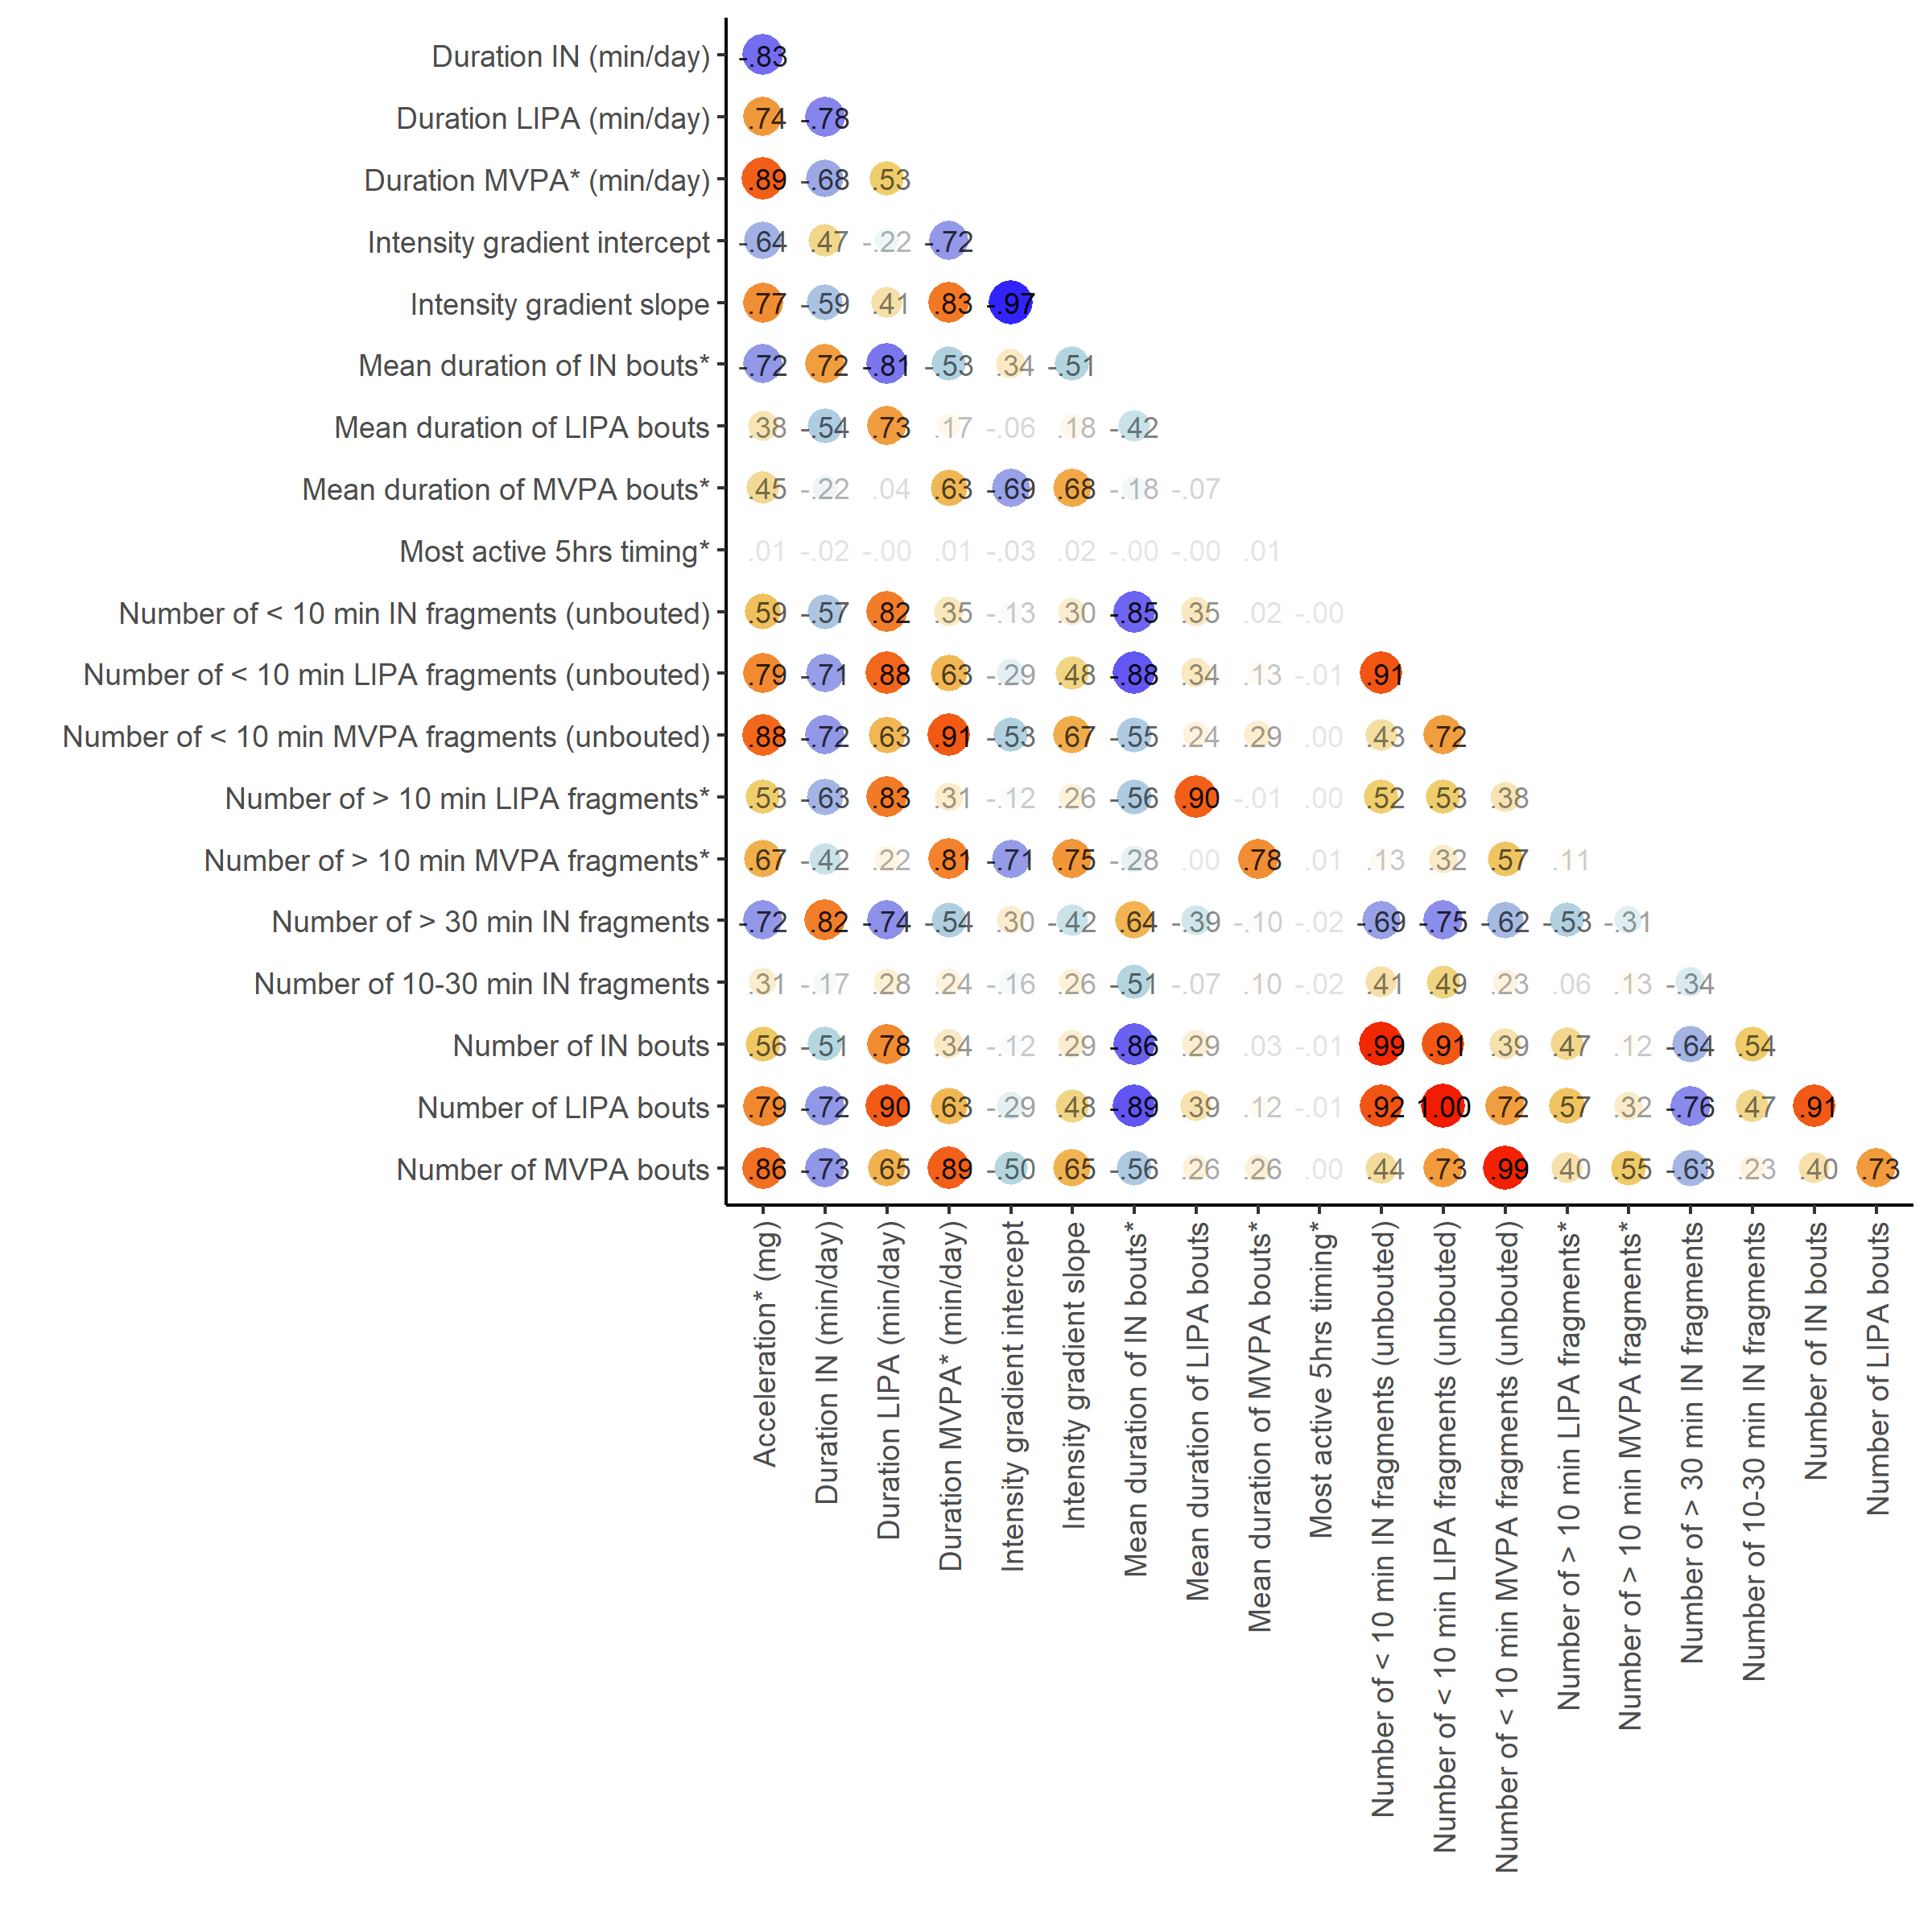 Duration IN (min/day) -.83
Duration LIPA (min/day) .74 -.78
Duration MVPA* (min/day) .89 -.68 .53
Intensity gradient intercept -.64 .47 -.22 -.72
Intensity gradient slope .77 -.59 .41 .83 -.97
Mean duration of IN bouts* -.72 .72 -.81 -.53 .34 -.51
Mean duration of LIPA bouts .38 -.54 .73 .17 -.06 .18 -.42
Mean duration of MVPA bouts* .45 -.22 .04 .63 -.69 .68 -.18 -.07
Most active 5hrs timing* .01 -.02 -.00 .01 -.03 .02 -.00 -.00 .01
Number of < 10 min IN fragments (unbouted) .59 -.57 .82 .35 -.13 .30 -.85 .35 .02 -.00
Number of < 10 min LIPA fragments (unbouted) .79 -.71 .88 .63 -.29 .48 -.88 .34 .13 -.01 .91
Number of < 10 min MVPA fragments (unbouted) .88 -.72 .63 .91 -.53 .67 -.55 .24 .29 .00 .43 .72
Number of > 10 min LIPA fragments* .53 -.63 .83 .31 -.12 .26 -.56 .90 -.01 .00 .52 .53 .38
Number of > 10 min MVPA fragments* .67 -.42 .22 .81 -.71 .75 -.28 .00 .78 .01 .13 .32 .57 .11
Number of > 30 min IN fragments -.72 .82 -.74 -.54 .30 -.42 .64 -.39 -.10 -.02 -.69 -.75 -.62 -.53 -.31
Number of 10-30 min IN fragments .31 -.17 .28 .24 -.16 .26 -.51 -.07 .10 -.02 .41 .49 .23 .06 .13 -.34
Number of IN bouts .56 -.51 .78 .34 -.12 .29 -.86 .29 .03 -.01 .99 .91 .39 .47 .12 -.64 .54
Number of LIPA bouts .79 -.72 .90 .63 -.29 .48 -.89 .39 .12 -.01 .92 1.00 .72 .57 .32 -.76 .47 .91
Number of MVPA bouts .86 -.73 .65 .89 -.50 .65 -.56 .26 .26 .00 .44 .73 .99 .40 .55 -.63 .23 .40 .73
Acceleration* (mg)
Duration IN (min/day)
Duration LIPA (min/day)
Duration MVPA* (min/day)
Intensity gradient intercept
Intensity gradient slope
Mean duration of IN bouts*
Mean duration of LIPA bouts
Mean duration of MVPA bouts*
Most active 5hrs timing*
Number of < 10 min IN fragments (unbouted)
Number of < 10 min LIPA fragments (unbouted)
Number of < 10 min MVPA fragments (unbouted)
Number of > 10 min LIPA fragments*
Number of > 10 min MVPA fragments*
Number of > 30 min IN fragments
Number of 10-30 min IN fragments
Number of IN bouts
Number of LIPA bouts